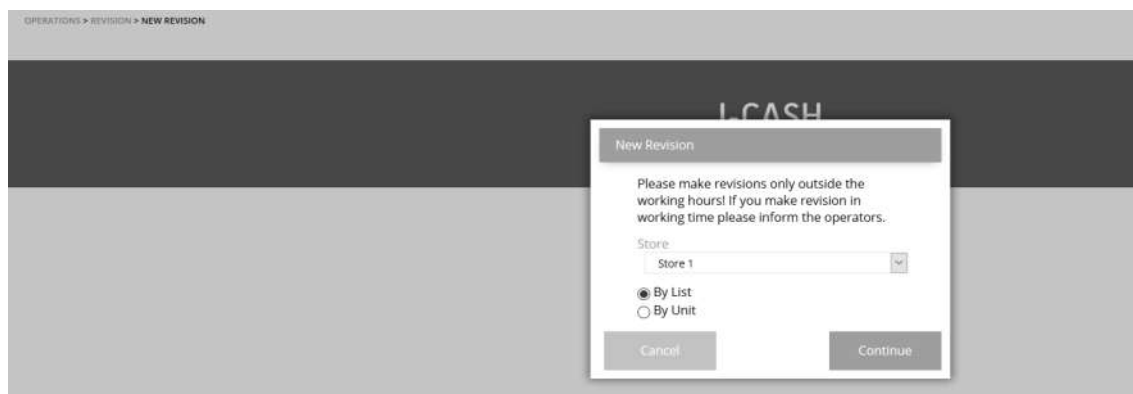 OPERATIONS > REVISION > NEW REVISION
I-CASH
New Revision
Please make revisions only outside the
working hours! If you make revision in
working time please inform the operators.
Store
Store 1
By List
By Unit
Cancel
Continue